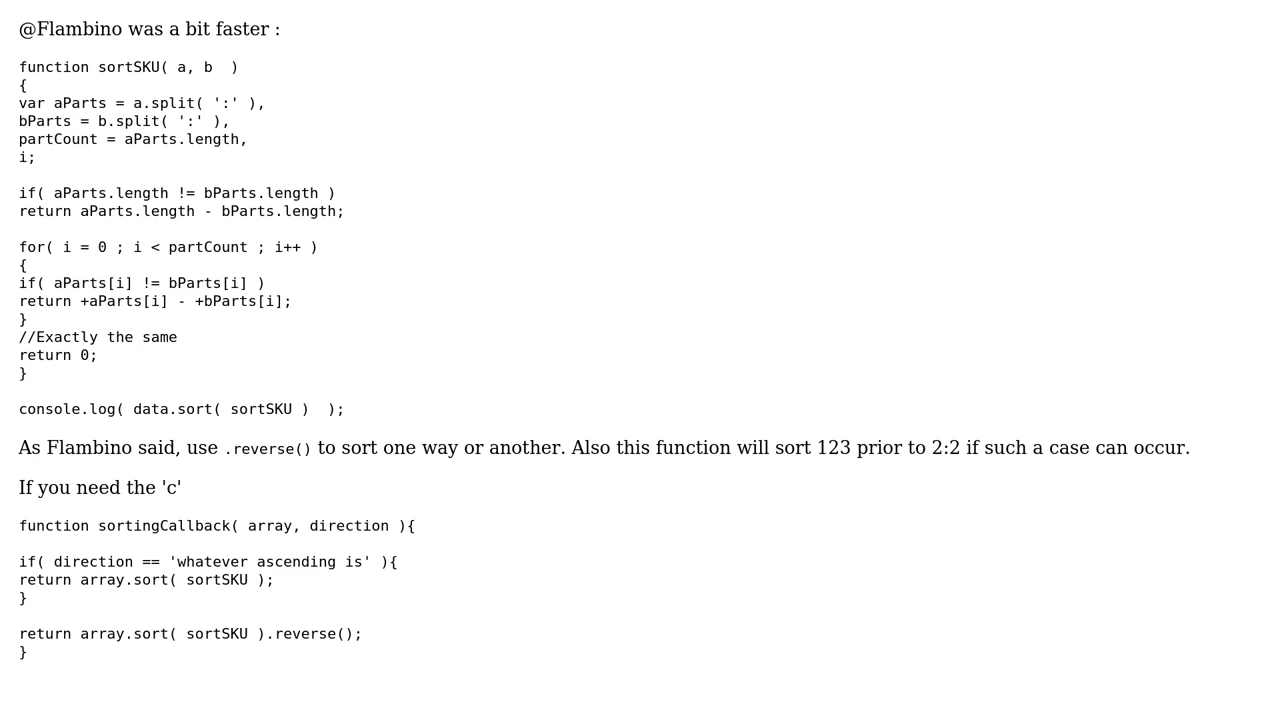 @Flambino was a bit faster :
function sortSKU( a, b  )
{
var aParts = a.split( ':' ),
bParts = b.split( ':' ),
partCount = aParts.length,
i;
if( aParts.length != bParts.length )
return aParts.length - bParts.length;
for( i = 0 ; i < partCount ; i++ )
{
if( aParts[i] != bParts[i] )
return +aParts[i] - +bParts[i];
}
//Exactly the same
return 0;
}
console.log( data.sort( sortSKU )  );
As Flambino said, use .reverse() to sort one way or another. Also this function will sort 123 prior to 2:2 if such a case can occur.
If you need the 'c'
function sortingCallback( array, direction ){
if( direction == 'whatever ascending is' ){
return array.sort( sortSKU );
}
return array.sort( sortSKU ).reverse();
}